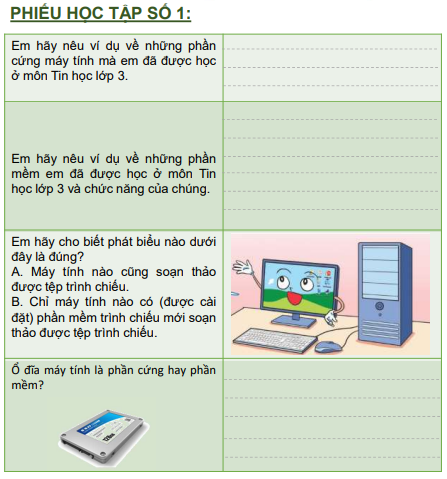 PHIẾU HỌC TẬP SỐ 1:
Em hãy nêu ví dụ về những phần
cứng máy tính mà em đã được học
ở môn Tin học lớp 3.
Em hãy nêu ví dụ về những phần
mềm em đã được học ở môn Tin
học lớp 3 và chức năng của chúng.
Em hãy cho biết phát biểu nào dưới
đây là đúng?
A. Máy tính nào cũng soạn thảo
được tệp trình chiếu.
B. Chỉ máy tính nào có (được cài
đặt) phần mềm trình chiếu mới soạn
thảo được tệp trình chiếu.
Ổ đĩa máy tính là phần cứng hay phần
mềm?